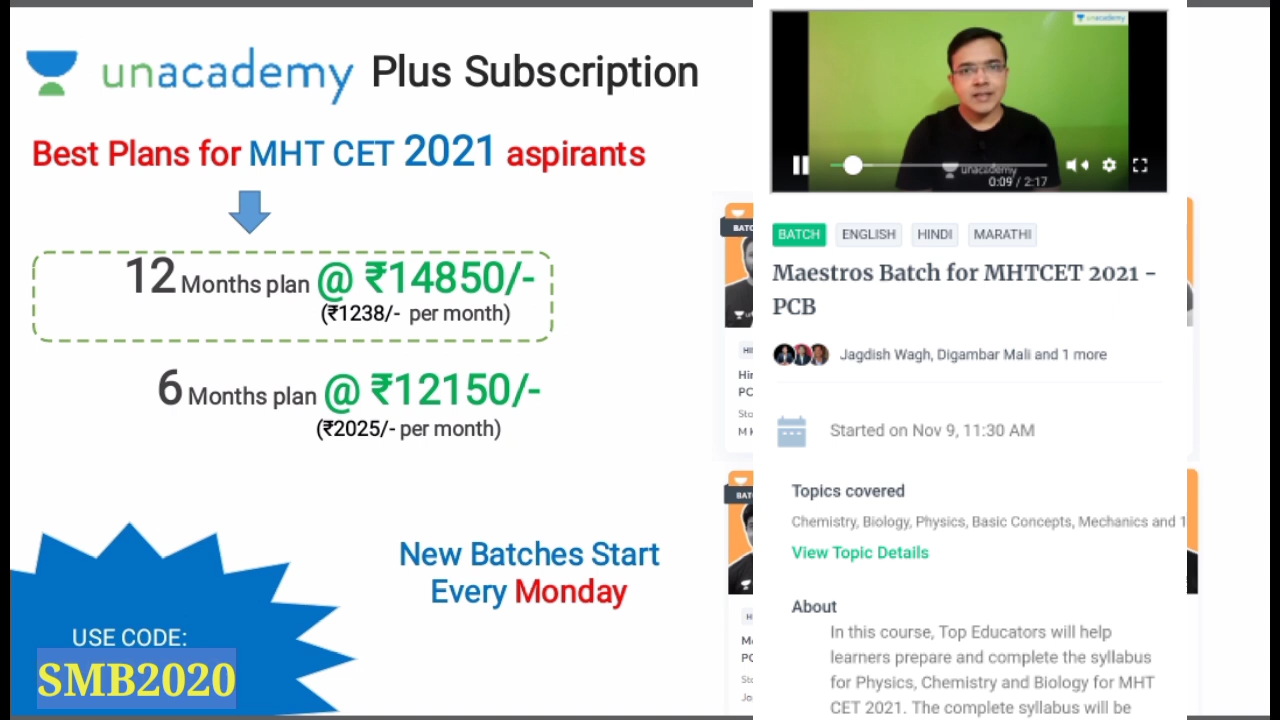 unacademy Plus Subscription
Best Plans for MHT CET 2021 aspirants
12 Months plan @ ₹14850/-
(₹1238/- per month)
6 Months plan @ ₹12150/-
(₹2025/- per month)
New Batches Start
Every Monday
USE CODE:
SMB2020
unacademy
unacademy
0:09 / 2:17
BATCH ENGLISH HINDI MARATHI
Maestros Batch for MHTCET 2021 -
PCB
Jagdish Wagh, Digambar Mali and 1 more
Started on Nov 9, 11:30 AM
Topics covered
Chemistry, Biology, Physics, Basic Concepts, Mechanics and 1
View Topic Details
About
In this course, Top Educators will help
learners prepare and complete the syllabus
for Physics, Chemistry and Biology for MHT
CET 2021. The complete syllabus will be